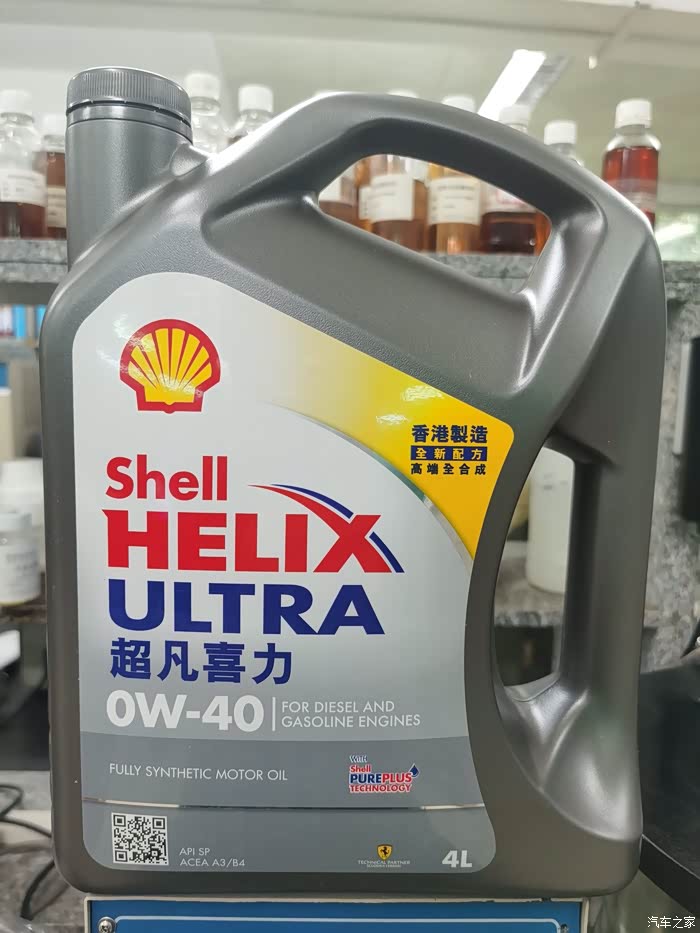 香港製造
全新配方
高端全合成
Shell
HELIX
ULTRA
超凡喜力
0W-40
FOR DIESEL AND
GASOLINE ENGINES
FULLY SYNTHETIC MOTOR OIL
WITH
Shell
PUREPLUS
TECHNOLOGY
API SP
ACEA A3/B4
TECHNICAL PARTNER
4L
汽车之家